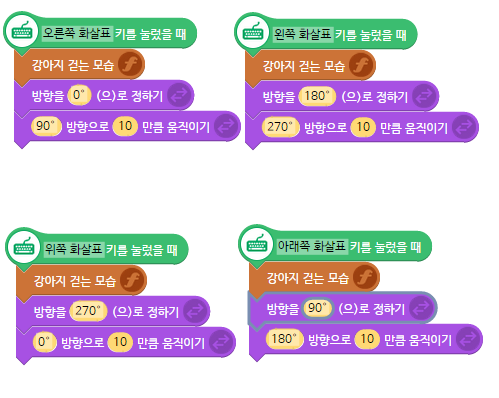 오른쪽 화살표 키를 눌렀을 때
강아지 걷는 모습
방향을 0° (으)로 정하기
90° 방향으로 10 만큼 움직이기
왼쪽 화살표 키를 눌렀을 때
강아지 걷는 모습
방향을 180° (으)로 정하기
270° 방향으로 10 만큼 움직이기
위쪽 화살표 키를 눌렀을 때
강아지 걷는 모습
방향을 270° (으)로 정하기
0° 방향으로 10 만큼 움직이기
아래쪽 화살표 키를 눌렀을 때
강아지 걷는 모습
방향을 90° (으)로 정하기
180° 방향으로 10 만큼 움직이기